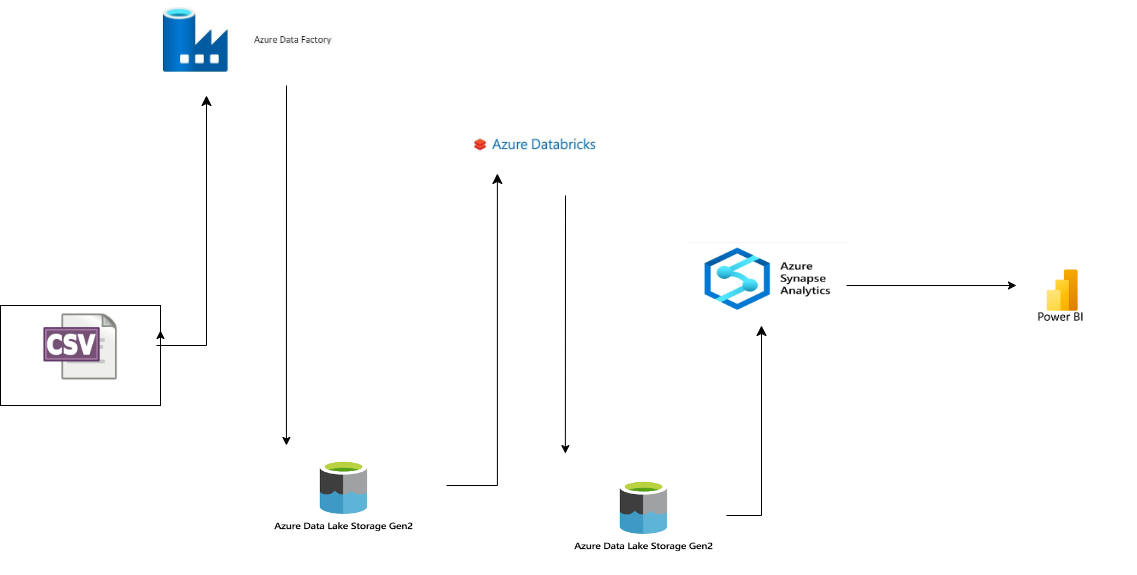 Azure Data Factory
Azure Databricks
Azure
Synapse
Analytics
Power BI
CSV
Azure Data Lake Storage Gen2
Azure Data Lake Storage Gen2